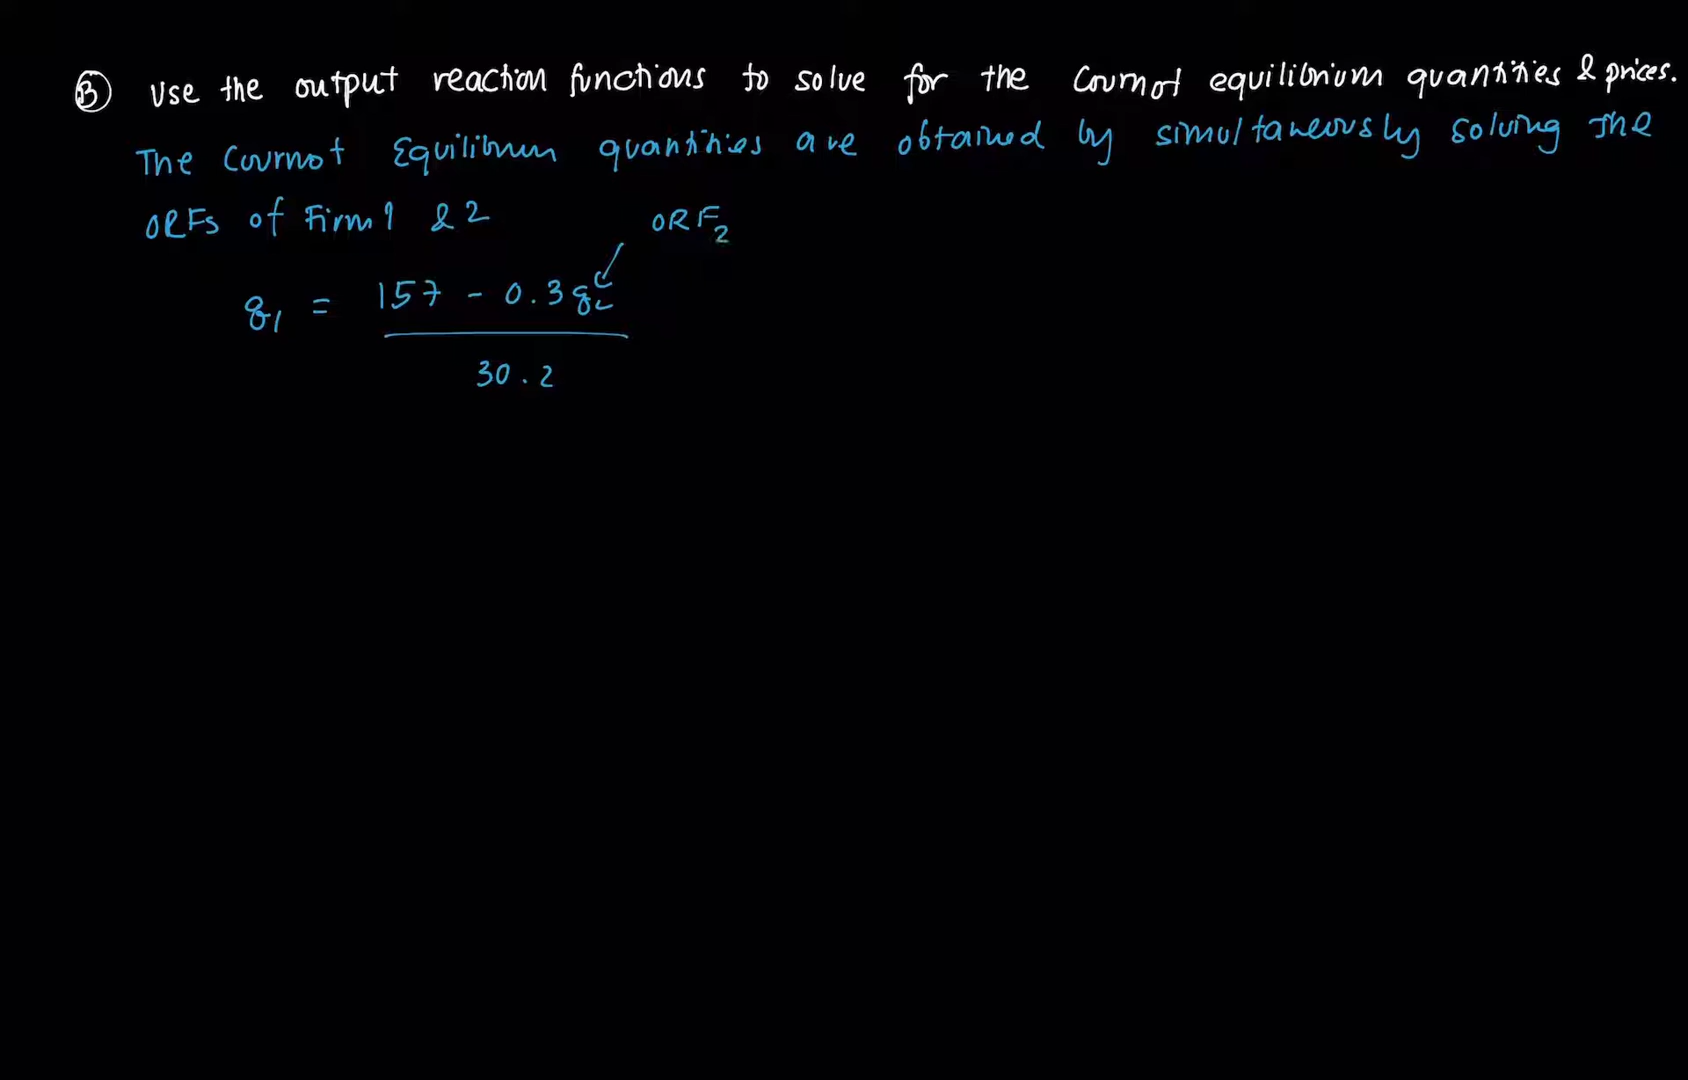 B Use the output reaction functions to solve for the Cournot equilibrium quantities & prices.
The Cournot Equilibrium quantities are obtained by simultaneously solving the
ORFs of Firm 1 & 2
ORF2
q1 = 157 - 0.3q2
30.2